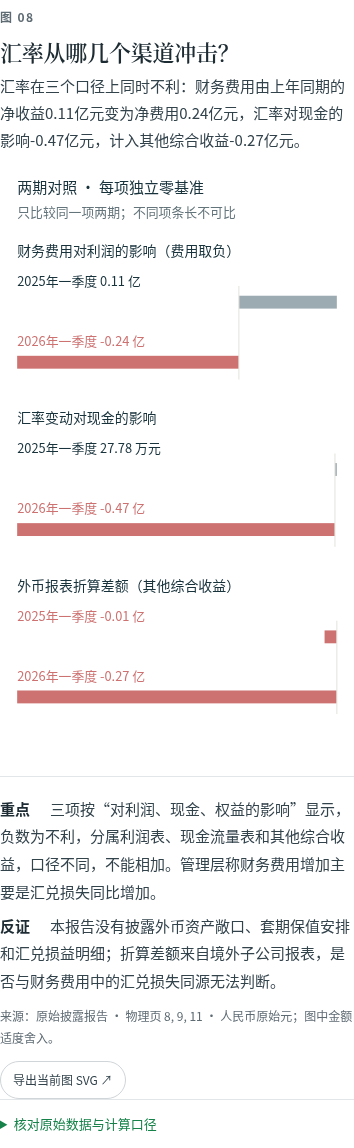 图 08
汇率从哪几个渠道冲击？
汇率在三个口径上同时不利：财务费用由上年同期的
净收益0.11亿元变为净费用0.24亿元，汇率对现金的
影响-0.47亿元，计入其他综合收益-0.27亿元。
两期对照 · 每项独立零基准
只比较同一项两期；不同项条长不可比
财务费用对利润的影响（费用取负）
2025年一季度 0.11 亿
2026年一季度 -0.24 亿
汇率变动对现金的影响
2025年一季度 27.78 万元
2026年一季度 -0.47 亿
外币报表折算差额（其他综合收益）
2025年一季度 -0.01 亿
2026年一季度 -0.27 亿
重点 三项按“对利润、现金、权益的影响”显示，
负数为不利，分属利润表、现金流量表和其他综合收
益，口径不同，不能相加。管理层称财务费用增加主
要是汇兑损失同比增加。
反证 本报告没有披露外币资产敞口、套期保值安排
和汇兑损益明细；折算差额来自境外子公司报表，是
否与财务费用中的汇兑损失同源无法判断。
来源：原始披露报告 · 物理页 8, 9, 11 · 人民币原始元；图中金额
适度舍入。
导出当前图 SVG ↗
▶ 核对原始数据与计算口径